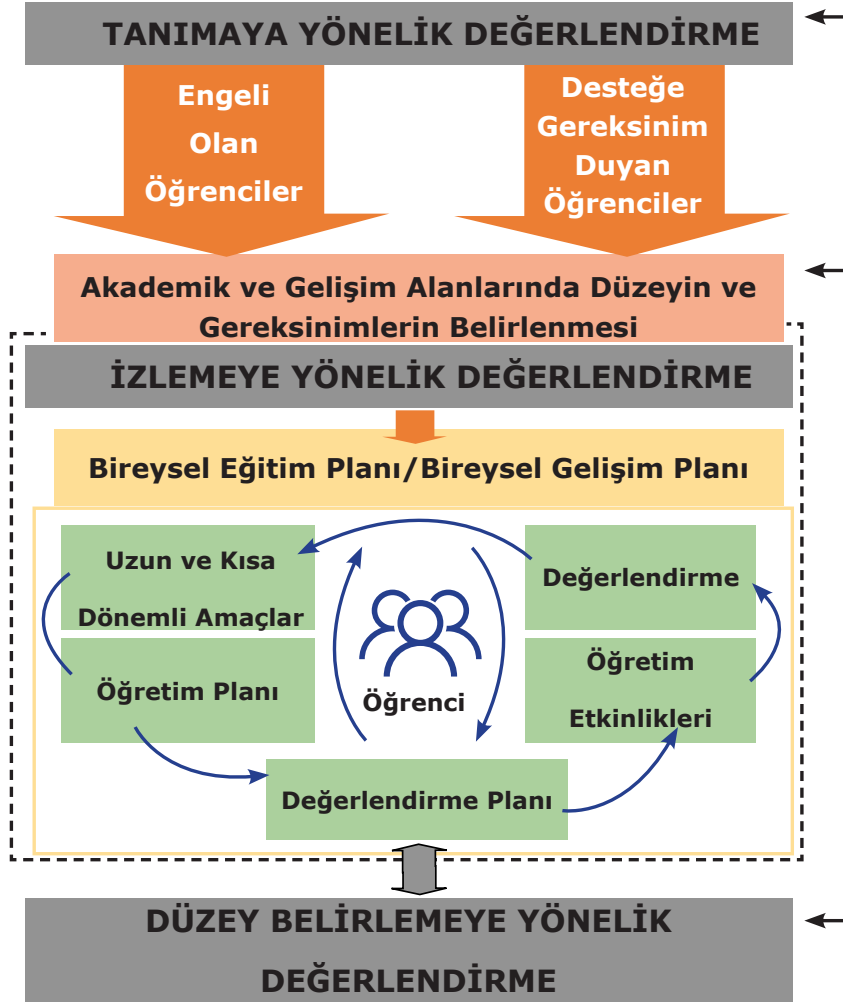 TANIMAYA YÖNELİK DEĞERLENDİRME
Engeli
Olan
Öğrenciler
Desteğe
Gereksinim
Duyan
Öğrenciler
Akademik ve Gelişim Alanlarında Düzeyin ve
Gereksinimlerin Belirlenmesi
İZLEMEYE YÖNELİK DEĞERLENDİRME
Bireysel Eğitim Planı/Bireysel Gelişim Planı
Uzun ve Kısa
Dönemli Amaçlar
Değerlendirme
Öğretim Planı
Öğrenci
Öğretim
Etkinlikleri
Değerlendirme Planı
DÜZEY BELİRLEMEYE YÖNELİK
DEĞERLENDİRME